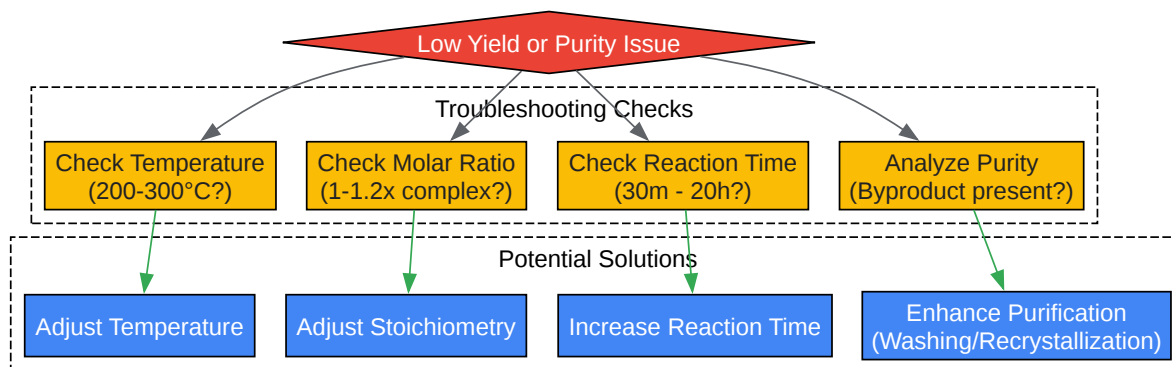 Low Yield or Purity Issue
Troubleshooting Checks
Check Temperature
(200-300°C?)
Check Molar Ratio
(1-1.2x complex?)
Check Reaction Time
(30m - 20h?)
Analyze Purity
(Byproduct present?)
Potential Solutions
Adjust Temperature
Adjust Stoichiometry
Increase Reaction Time
Enhance Purification
(Washing/Recrystallization)